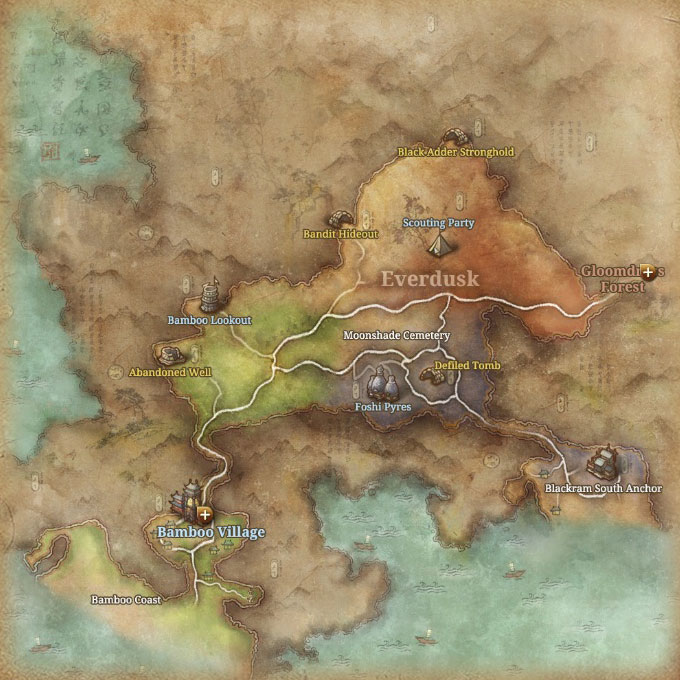 Black Adder Stronghold
Scouting Party
Bandit Hideout
Everdusk
Forest
Bamboo Lookout
Moonshade Cemetery
Abandoned Well
Defiled Tomb
Foshi Pyres
Blackram South Anchor
Bamboo Village
Bamboo Coast